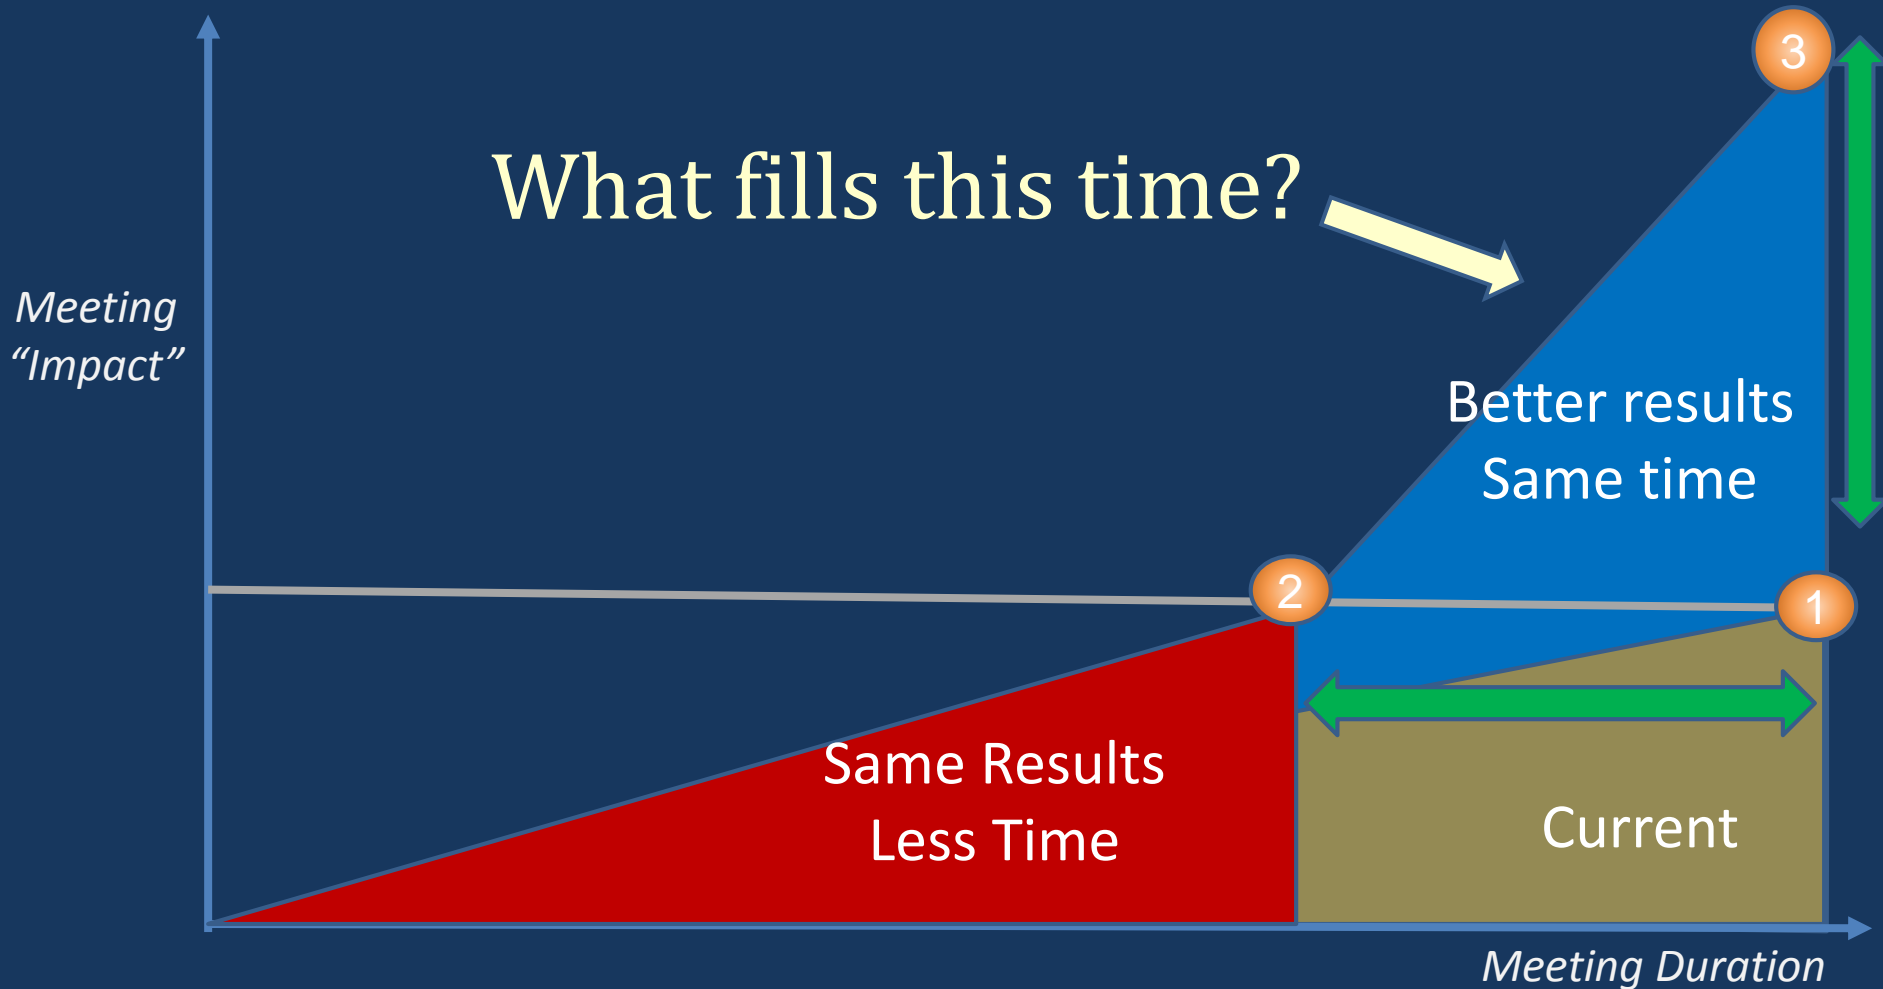 3
What fills this time?
Meeting
“Impact”
Better results
Same time
2
1
Same Results
Less Time
Current
Meeting Duration